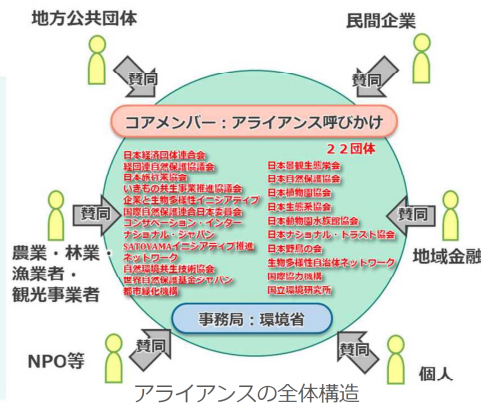 地方公共団体
民間企業
賛同
賛同
コアメンバー：アライアンス呼びかけ
２２団体
日本経済団体連合会
経団連自然保護協議会
日本旅行業協会
いきもの共生事業推進協議会
企業と生物多様性イニシアティブ
国際自然保護連合日本委員会
コンサベーション・インター
ナショナル・ジャパン
SATOYAMAイニシアティブ推進
ネットワーク
自然環境共生技術協会
世界自然保護基金ジャパン
都市緑化機構
日本景観生態学会
日本自然保護協会
日本植物園協会
日本生態系協会
日本動物園水族館協会
日本ナショナル・トラスト協会
日本野鳥の会
生物多様性自治体ネットワーク
国際協力機構
国立環境研究所
賛同
農業・林業・
漁業者・
観光事業者
賛同
地域金融
事務局：環境省
賛同
NPO等
賛同
個人
アライアンスの全体構造